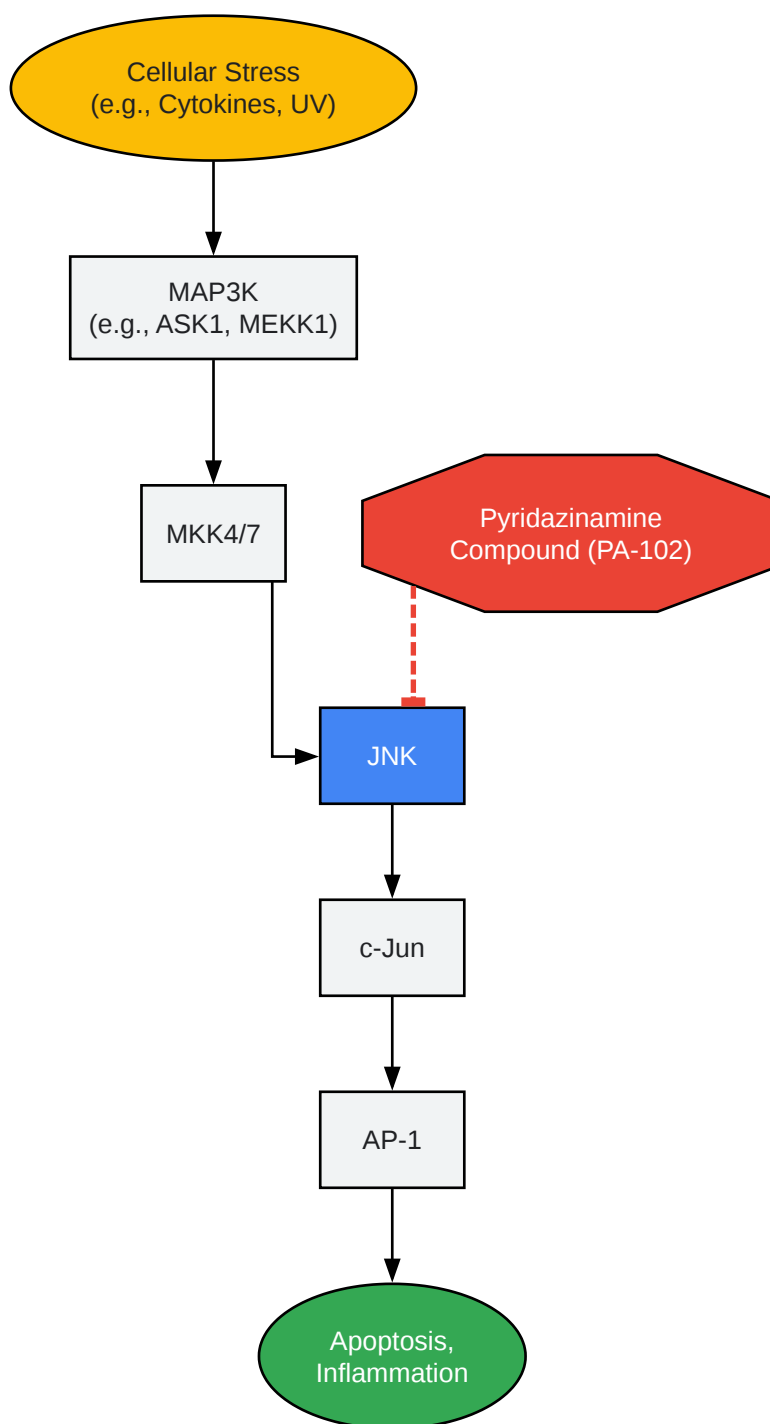 Cellular Stress
(e.g., Cytokines, UV)
MAP3K
(e.g., ASK1, MEKK1)
MKK4/7
Pyridazinamine
Compound (PA-102)
JNK
c-Jun
AP-1
Apoptosis,
Inflammation